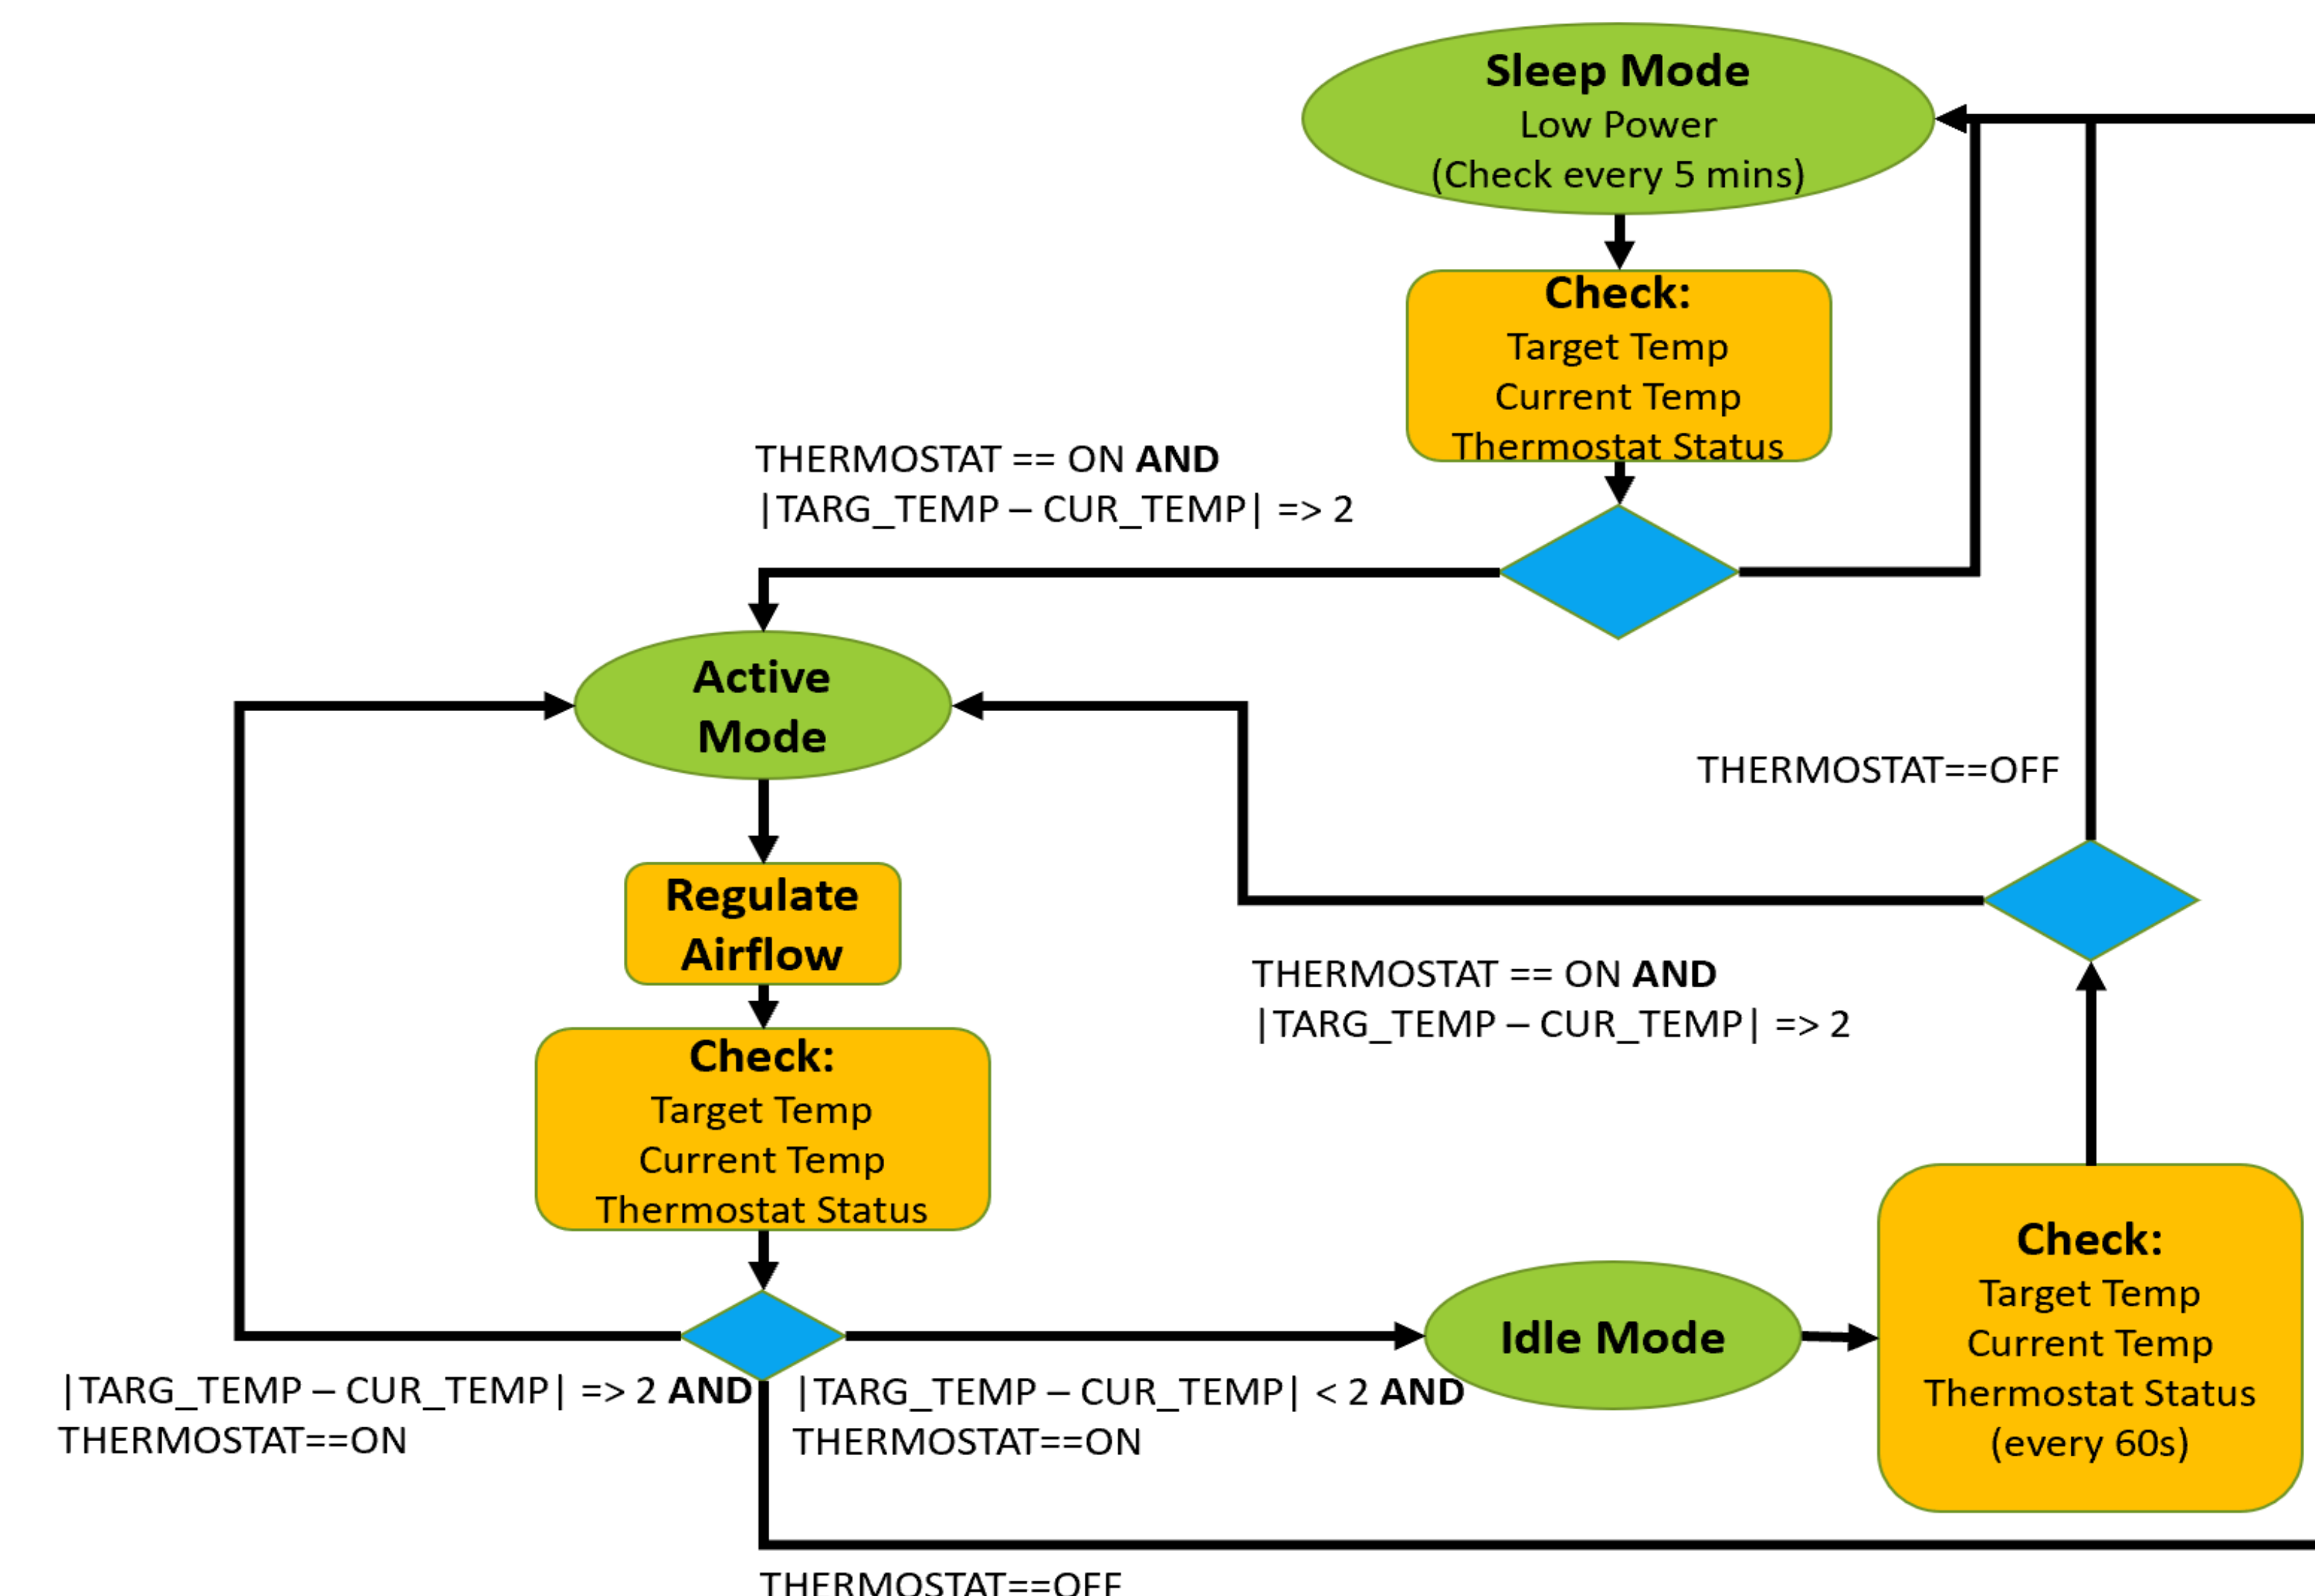 Sleep Mode
Low Power
(Check every 5 mins)
Check:
Target Temp
Current Temp
Thermostat Status
THERMOSTAT == ON AND
|TARG_TEMP – CUR_TEMP| => 2
Active
Mode
THERMOSTAT==OFF
Regulate
Airflow
THERMOSTAT == ON AND
|TARG_TEMP – CUR_TEMP| => 2
Check:
Target Temp
Current Temp
Thermostat Status
Idle Mode
Check:
Target Temp
Current Temp
Thermostat Status
(every 60s)
|TARG_TEMP – CUR_TEMP| => 2 AND
THERMOSTAT==ON
|TARG_TEMP – CUR_TEMP| < 2 AND
THERMOSTAT==ON
THERMOSTAT==OFF